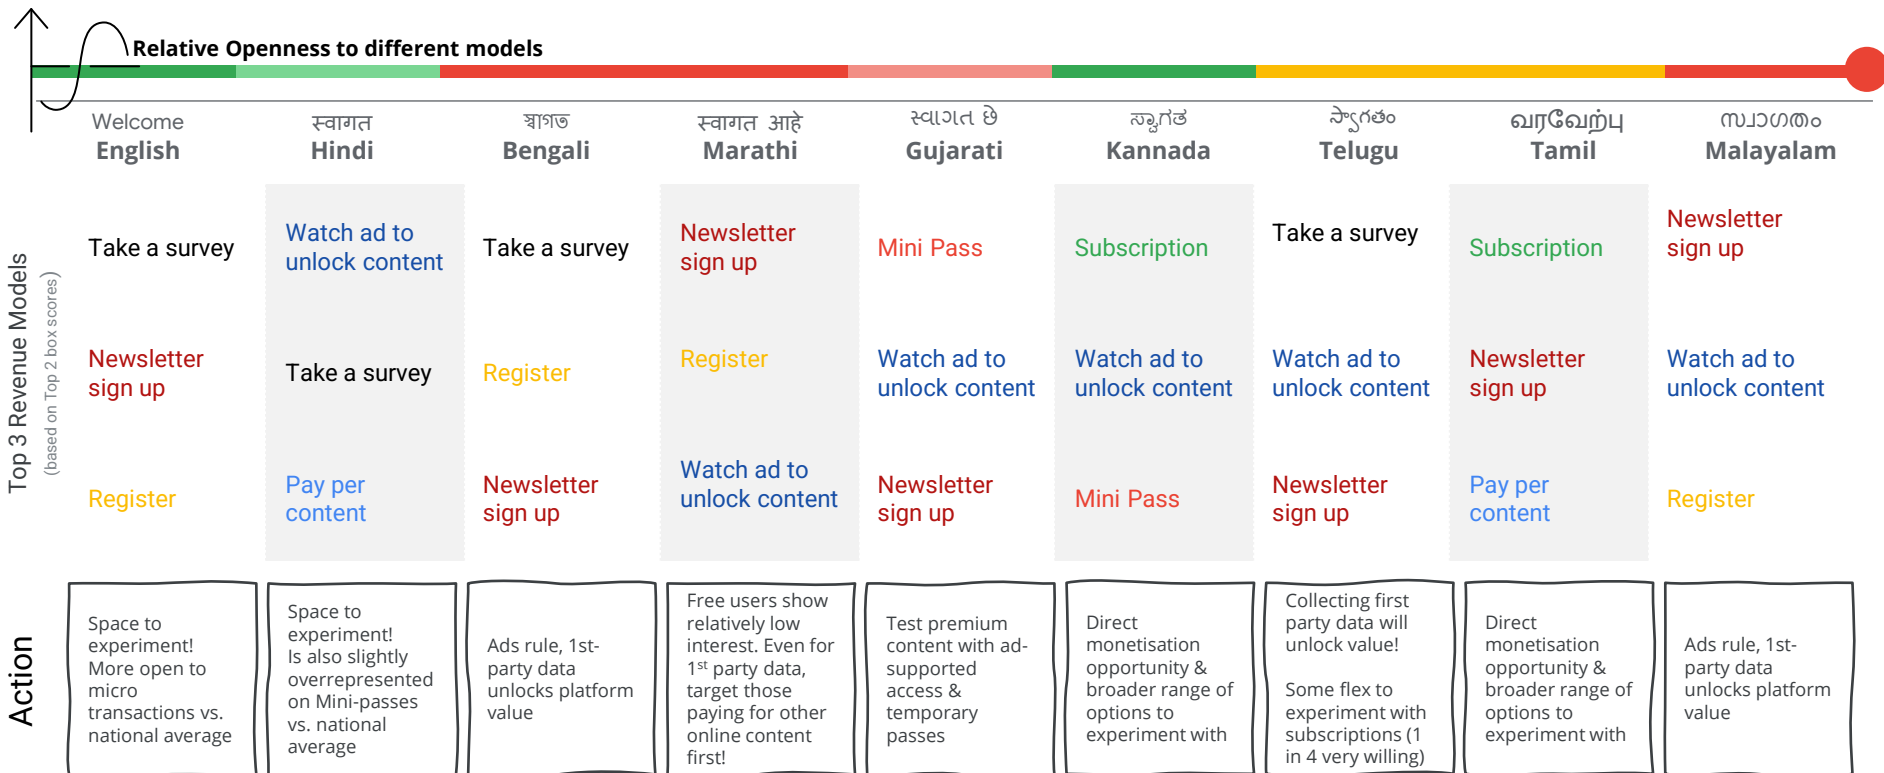 Relative Openness to different models
Welcome
English
स्वागत
Hindi
স্বাগত
Bengali
स्वागत आहे
Marathi
સ્વાગત છે
Gujarati
ಸ್ವಾಗತ
Kannada
స్వాగతం
Telugu
வரவேற்பு
Tamil
സ്വാഗതം
Malayalam
Top 3 Revenue Models
(based on Top 2 box scores)
Take a survey
Watch ad to
unlock content
Take a survey
Newsletter
sign up
Mini Pass
Subscription
Take a survey
Subscription
Newsletter
sign up
Newsletter
sign up
Take a survey
Register
Register
Watch ad to
unlock content
Watch ad to
unlock content
Watch ad to
unlock content
Newsletter
sign up
Watch ad to
unlock content
Register
Pay per
content
Newsletter
sign up
Watch ad to
unlock content
Newsletter
sign up
Mini Pass
Newsletter
sign up
Pay per
content
Register
Action
Space to
experiment!
More open to
micro
transactions vs.
national average
Space to
experiment!
Is also slightly
overrepresented
on Mini-passes
vs. national
average
Ads rule, 1st-
party data
unlocks platform
value
Free users show
relatively low
interest. Even for
1st party data,
target those
paying for other
online content
first!
Test premium
content with ad-
supported
access &
temporary
passes
Direct
monetisation
opportunity &
broader range of
options to
experiment with
Collecting first
party data will
unlock value!
Some flex to
experiment with
subscriptions (1
in 4 very willing)
Direct
monetisation
opportunity &
broader range of
options to
experiment with
Ads rule, 1st-
party data
unlocks platform
value